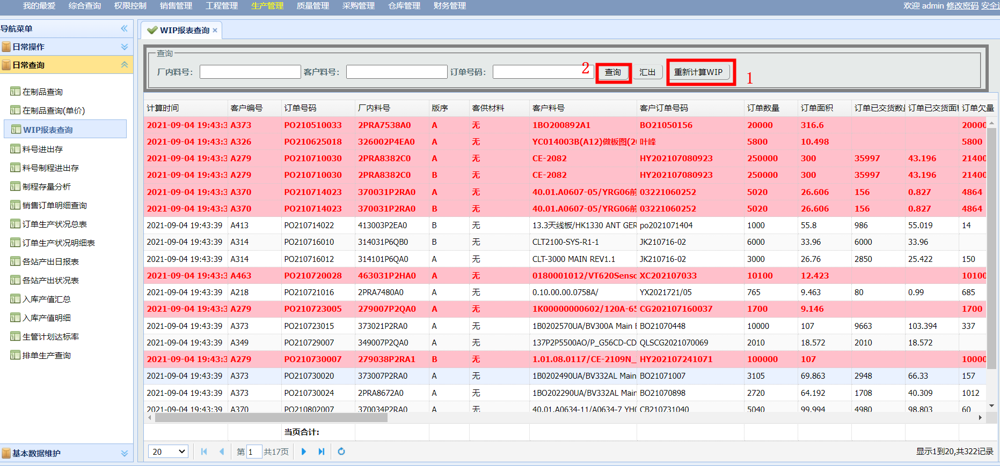 我的最爱 综合查询 权限控制 销售管理 工程管理 生产管理 质量管理 采购管理 仓库管理 财务管理 欢迎 admin 修改密码 安全
导航菜单
日常操作
日常查询
在制品查询
在制品查询(单价)
WIP报表查询
料号进出存
料号制程进出存
制程存量分析
销售订单明细查询
订单生产状况总表
订单生产状况明细表
各站产出日报表
各站产出状况表
入库产值汇总
入库产值明细
生管计划达标率
排单生产查询
基本数据维护
WIP报表查询 ×
查询
厂内料号: 客户料号: 订单号码: 2 查询 汇出 重新计算WIP 1
计算时间 客户编号 订单号码 厂内料号 版序 客供材料 客户料号 客户订单号码 订单数量 订单面积 订单已交货数 订单已交货面 订单欠量
2021-09-04 19:43:3 A373 PO210510033 2PRA7538A0 A 无 1BO200892A1 BO21050156 20000 316.6 20000
2021-09-04 19:43:3 A326 PO210625018 326002P4EA0 A 无 YC014003B(A12)做板图(2 叶峰 5800 10.498 5800
2021-09-04 19:43:3 A279 PO210710030 2PRA8382C0 A 无 CE-2082 HY202107080923 250000 300 35997 43.196 21400
2021-09-04 19:43:3 A279 PO210710030 2PRA8382C0 B 无 CE-2082 HY202107080923 250000 300 35997 43.196 21400
2021-09-04 19:43:3 A370 PO210714023 370031P2RA0 A 无 40.01.A0607-05/YRG06前 03221060252 5020 26.606 156 0.827 4864
2021-09-04 19:43:3 A370 PO210714023 370031P2RA0 B 无 40.01.A0607-05/YRG06前 03221060252 5020 26.606 156 0.827 4864
2021-09-04 19:43:39 A413 PO210714022 413003P2EA0 B 无 13.3天线板/HK1330 ANT GER po2021071404 1000 55.8 986 55.019 14
2021-09-04 19:43:39 A314 PO210716010 314031P6QB0 B 无 CLT2100-SYS-R1-1 JK210716-02 6000 33.96 6000 33.96
2021-09-04 19:43:39 A314 PO210716012 314101P6QA0 A 无 CLT-3000 MAIN REV1.1 JK210716-02 3000 26.76 2850 25.422 150
2021-09-04 19:43:3 A463 PO210720028 463031P2HA0 A 无 0180001012/VT620Senso XC202107033 10100 12.423 10100
2021-09-04 19:43:39 A218 PO210721016 2PRA7480A0 A 无 0.10.00.00.0758A/ YX2021721/05 765 9.463 80 0.99 685
2021-09-04 19:43:3 A279 PO210723005 279007P2QA0 A 无 1K00000000602/120A-65 CG202107160037 1700 9.146 1700
2021-09-04 19:43:39 A373 PO210723015 373021P2RA0 A 无 1B0202570UA/BV300A Main BO21070448 10000 107 9663 103.394 337
2021-09-04 19:43:39 A349 PO210729007 349007P2QA0 A 无 137P2P5500AO/P_G56CD-CD QLSCG2021070069 2010 18.572 2010 18.572
2021-09-04 19:43:3 A279 PO210730007 279038P2RA1 B 无 1.01.08.0117/CE-2109N_ HY202107241071 100000 107 10000
2021-09-04 19:43:39 A373 PO210730020 373007P2RA0 A 无 1B0202490UA/BV332AL Main BO21071007 3105 69.863 2948 66.33 157
2021-09-04 19:43:39 A373 PO210730024 2PRA8672A0 A 无 1BO202290UA/BV332AL Main BO21070898 2720 64.192 1708 40.309 1012
2021-09-04 19:43:39 A370 PO210802007 370034P2RA0 A 无 40.01.A0634-11/A0634-7 YH CB210731040 5040 99.994 4980 98.803 60
当页合计:
20 第 1 共17页 显示1到20,共322记录